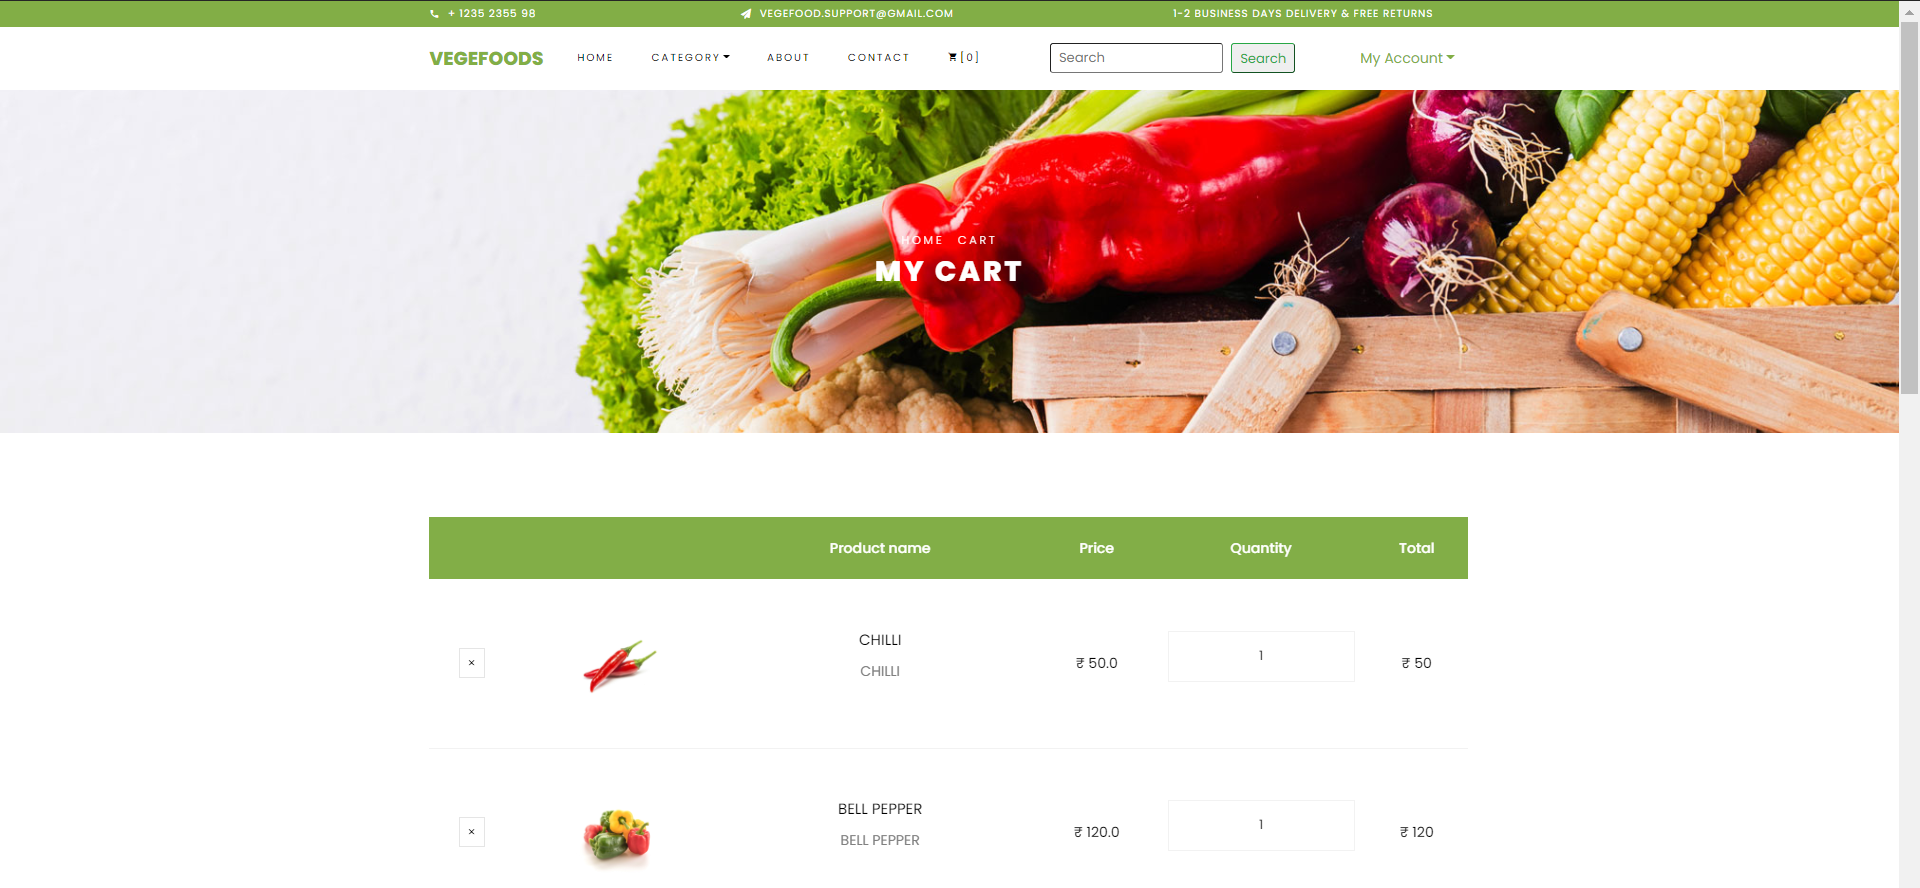 + 1235 2355 98
VEGEFOOD.SUPPORT@GMAIL.COM
1-2 BUSINESS DAYS DELIVERY & FREE RETURNS
VEGEFOODS
HOME
CATEGORY
ABOUT
CONTACT
[0]
Search
Search
My Account
HOME CART
MY CART
Product name Price Quantity Total
×
CHILLI
CHILLI
₹ 50.0
1
₹ 50
×
BELL PEPPER
BELL PEPPER
₹ 120.0
1
₹ 120